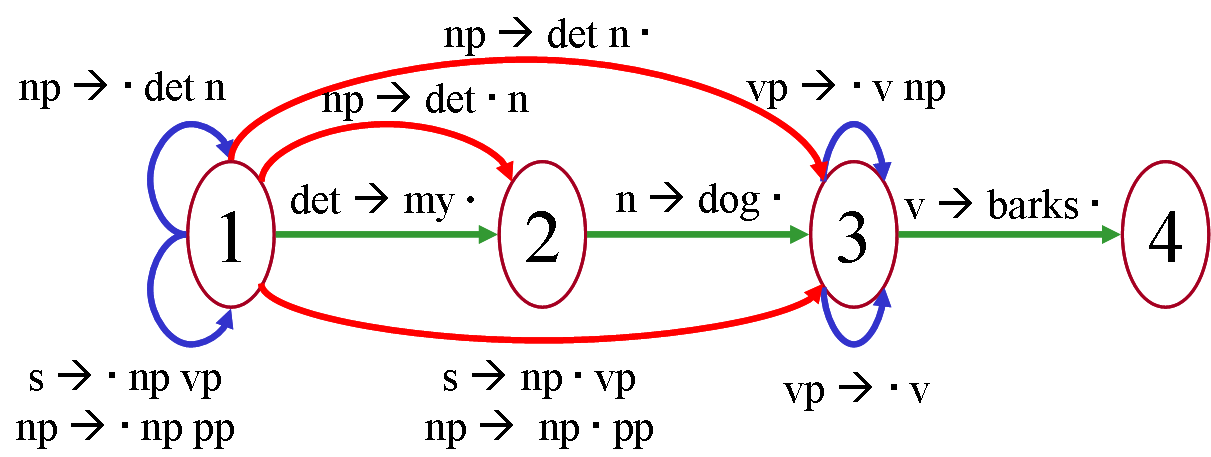 np → det n ·
np → · det n
vp → · v np
np → det · n
det → my ·
n → dog ·
v → barks ·
1
2
3
4
s → · np vp
np → · np pp
s → np · vp
np → np · pp
vp → · v